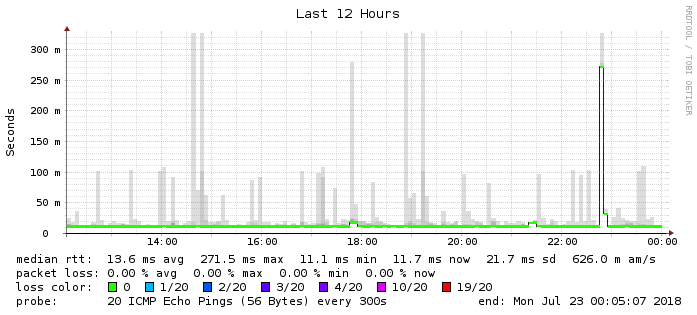 Last 12 Hours
RRDTOOL / TOBI OETIKER
Seconds
300 m
250 m
200 m
150 m
100 m
50 m
0
14:00 16:00 18:00 20:00 22:00 00:00
median rtt: 13.6 ms avg 271.5 ms max 11.1 ms min 11.7 ms now 21.7 ms sd 626.0 m am/s
packet loss: 0.00 % avg 0.00 % max 0.00 % min 0.00 % now
loss color: 0 1/20 2/20 3/20 4/20 10/20 19/20
probe: 20 ICMP Echo Pings (56 Bytes) every 300s end: Mon Jul 23 00:05:07 2018